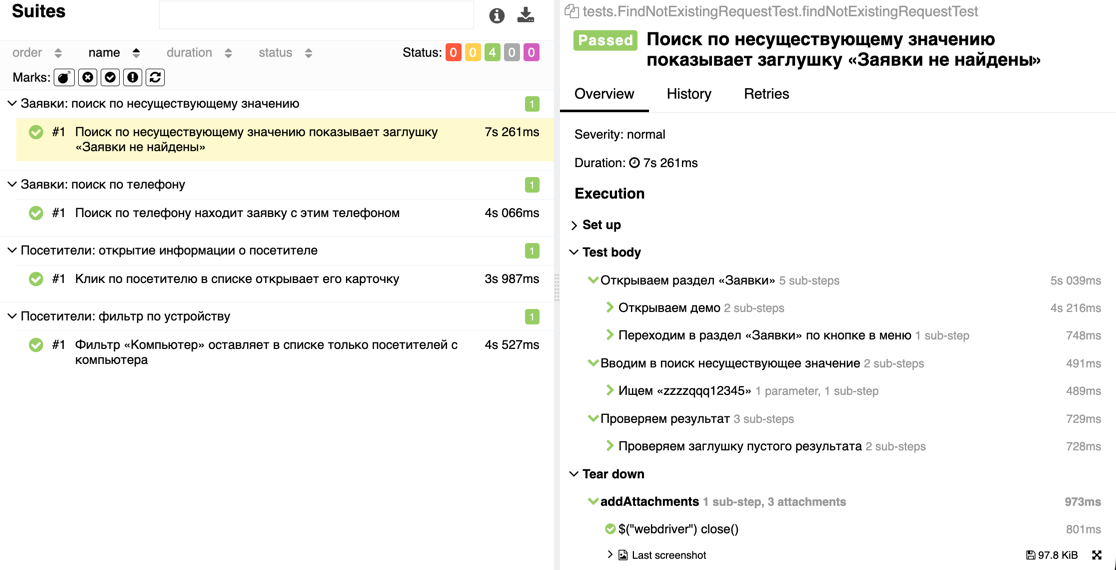 Suites
order name duration status Status: 0 0 4 0 0
Marks:
Заявки: поиск по несуществующему значению 1
#1 Поиск по несуществующему значению показывает заглушку 7s 261ms
«Заявки не найдены»
Заявки: поиск по телефону 1
#1 Поиск по телефону находит заявку с этим телефоном 4s 066ms
Посетители: открытие информации о посетителе 1
#1 Клик по посетителю в списке открывает его карточку 3s 987ms
Посетители: фильтр по устройству 1
#1 Фильтр «Компьютер» оставляет в списке только посетителей с 4s 527ms
компьютера
tests.FindNotExistingRequestTest.findNotExistingRequestTest
Passed Поиск по несуществующему значению
показывает заглушку «Заявки не найдены»
Overview History Retries
Severity: normal
Duration: 7s 261ms
Execution
Set up
Test body
Открываем раздел «Заявки» 5 sub-steps 5s 039ms
Открываем демо 2 sub-steps 4s 216ms
Переходим в раздел «Заявки» по кнопке в меню 1 sub-step 748ms
Вводим в поиск несуществующее значение 2 sub-steps 491ms
Ищем «zzzzqqq12345» 1 parameter, 1 sub-step 489ms
Проверяем результат 3 sub-steps 729ms
Проверяем заглушку пустого результата 2 sub-steps 728ms
Tear down
addAttachments 1 sub-step, 3 attachments 973ms
$("webdriver") close() 801ms
Last screenshot 97.8 KiB